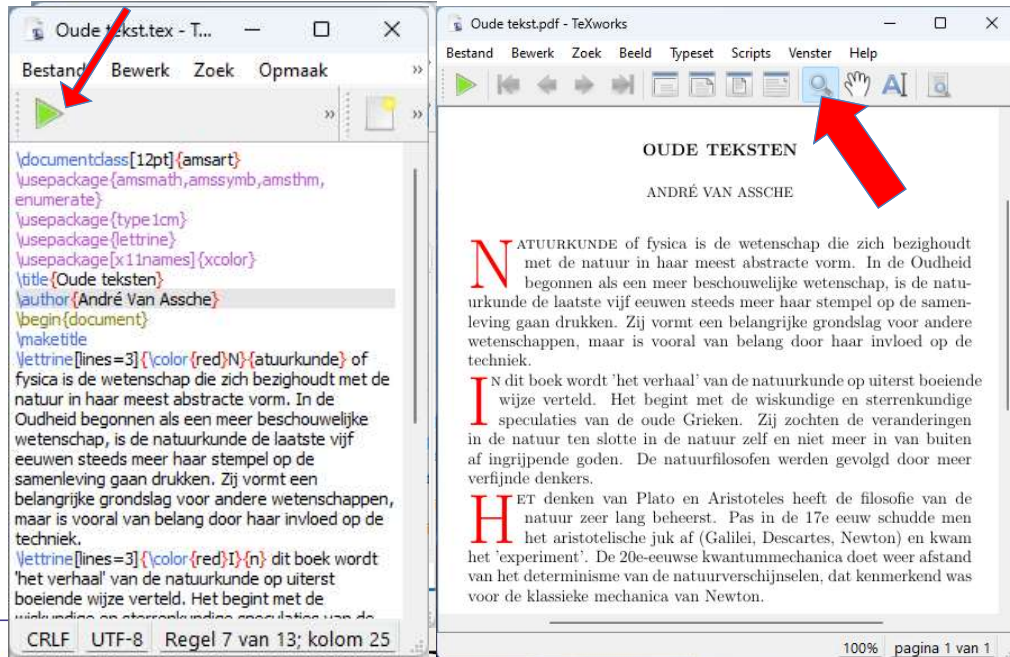 Oude tekst.tex - T...
Bestand Bewerk Zoek Opmaak »
» »
\documentclass[12pt]{amsart}
\usepackage{amsmath,amssymb,amsthm,
enumerate}
\usepackage{type1cm}
\usepackage{lettrine}
\usepackage[x11names]{xcolor}
\title{Oude teksten}
\author{André Van Assche}
\begin{document}
\maketitle
\lettrine[lines=3]{\color{red}N}{atuurkunde} of
fysica is de wetenschap die zich bezighoudt met de
natuur in haar meest abstracte vorm. In de
Oudheid begonnen als een meer beschouwelijke
wetenschap, is de natuurkunde de laatste vijf
eeuwen steeds meer haar stempel op de
samenleving gaan drukken. Zij vormt een
belangrijke grondslag voor andere wetenschappen,
maar is vooral van belang door haar invloed op de
techniek.
\lettrine[lines=3]{\color{red}I}{n} dit boek wordt
'het verhaal' van de natuurkunde op uiterst
boeiende wijze verteld. Het begint met de
wiskundige en sterrenkundige speculaties van de
CRLF UTF-8 Regel 7 van 13; kolom 25
Oude tekst.pdf - TeXworks
Bestand Bewerk Zoek Beeld Typeset Scripts Venster Help
OUDE TEKSTEN
ANDRÉ VAN ASSCHE
NATUURKUNDE of fysica is de wetenschap die zich bezighoudt
met de natuur in haar meest abstracte vorm. In de Oudheid
begonnen als een meer beschouwelijke wetenschap, is de natu-
urkunde de laatste vijf eeuwen steeds meer haar stempel op de samen-
leving gaan drukken. Zij vormt een belangrijke grondslag voor andere
wetenschappen, maar is vooral van belang door haar invloed op de
techniek.
IN dit boek wordt 'het verhaal' van de natuurkunde op uiterst boeiende
wijze verteld. Het begint met de wiskundige en sterrenkundige
speculaties van de oude Grieken. Zij zochten de veranderingen
in de natuur ten slotte in de natuur zelf en niet meer in van buiten
af ingrijpende goden. De natuurfilosofen werden gevolgd door meer
verfijnde denkers.
HET denken van Plato en Aristoteles heeft de filosofie van de
natuur zeer lang beheerst. Pas in de 17e eeuw schudde men
het aristotelische juk af (Galilei, Descartes, Newton) en kwam
het 'experiment'. De 20e-eeuwse kwantummechanica doet weer afstand
van het determinisme van de natuurverschijnselen, dat kenmerkend was
voor de klassieke mechanica van Newton.
100% pagina 1 van 1